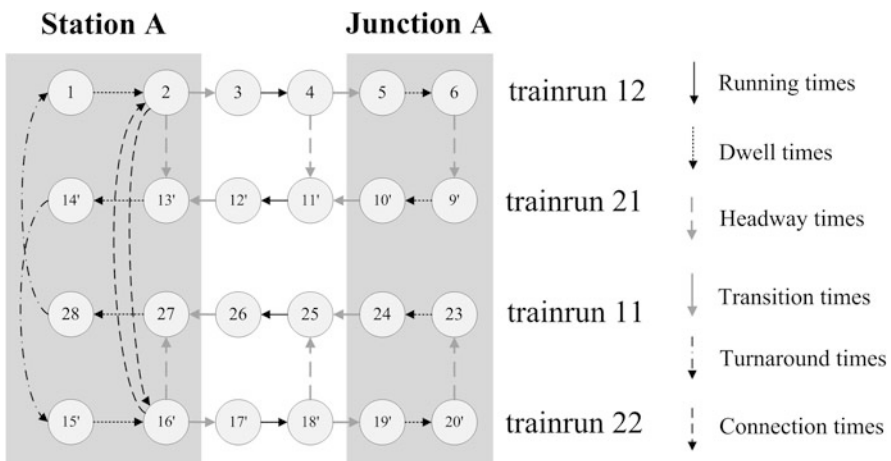 Station A Junction A
1 2 3 4 5 6 trainrun 12
14' 13' 12' 11' 10' 9' trainrun 21
28 27 26 25 24 23 trainrun 11
15' 16' 17' 18' 19' 20' trainrun 22
Running times
Dwell times
Headway times
Transition times
Turnaround times
Connection times